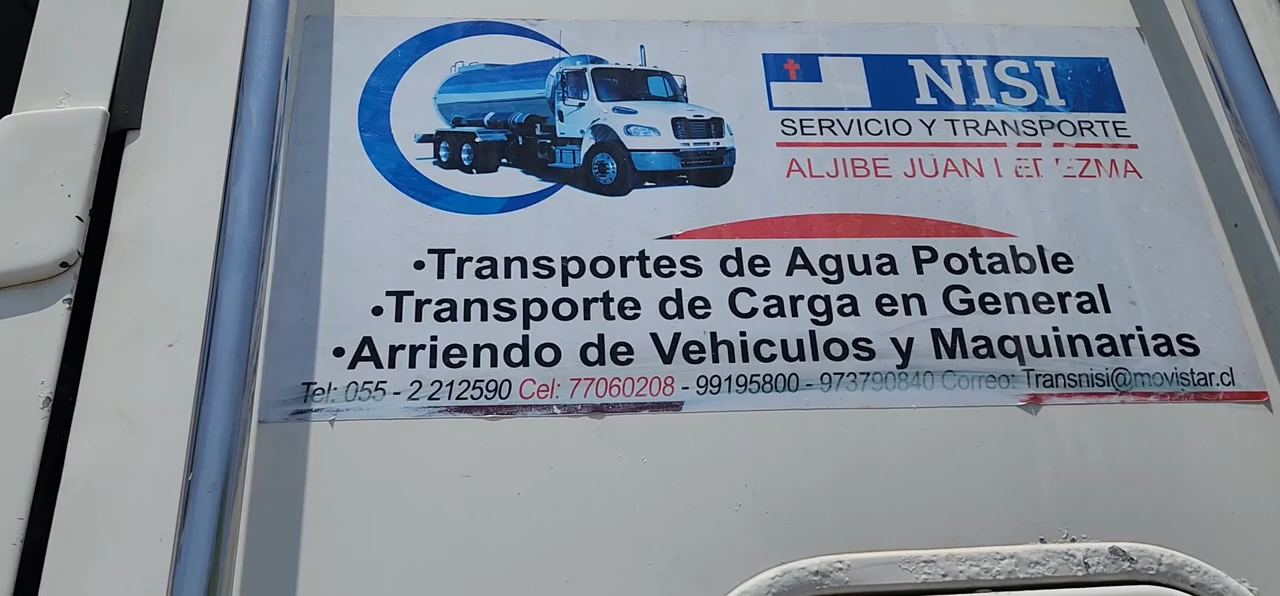 NISI
SERVICIO Y TRANSPORTE
ALJIBE JUAN
•Transportes de Agua Potable
•Transporte de Carga en General
•Arriendo de Vehiculos y Maquinarias
Tel: 055 - 2 212590 Cel: 77060208 - 99195800 - 973790840 Correo: Transnisi@movistar.cl